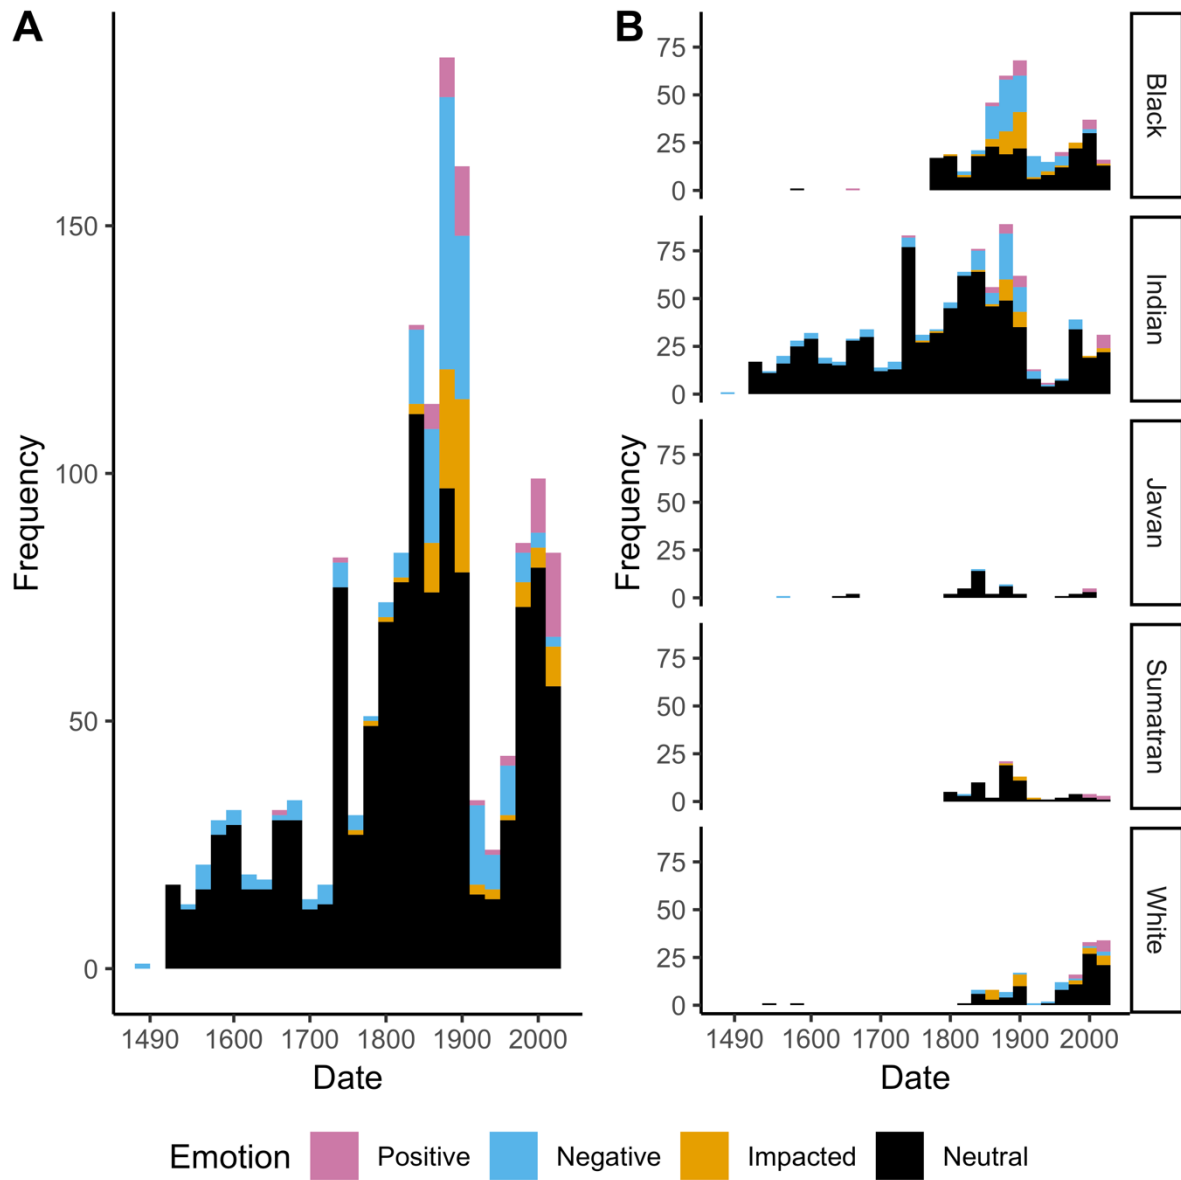 A
Frequency
150
100
50
0
1490 1600 1700 1800 1900 2000
Date
B
Frequency
75
50
25
0
Black
75
50
25
0
Indian
75
50
25
0
Javan
75
50
25
0
Sumatran
75
50
25
0
White
1490 1600 1700 1800 1900 2000
Date
Emotion Positive Negative Impacted Neutral